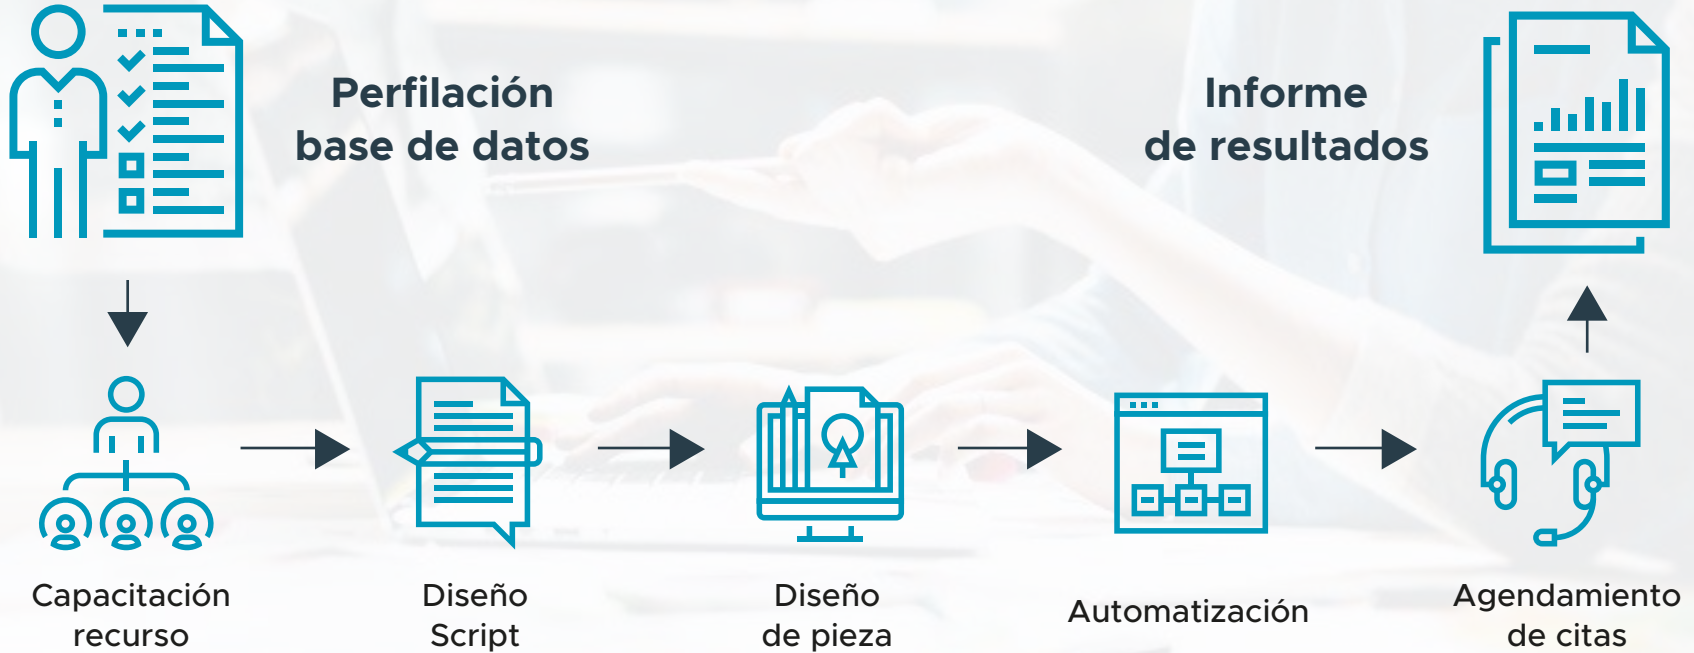 Perfilación
base de datos
Informe
de resultados
Capacitación
recurso
Diseño
Script
Diseño
de pieza
Automatización
Agendamiento
de citas